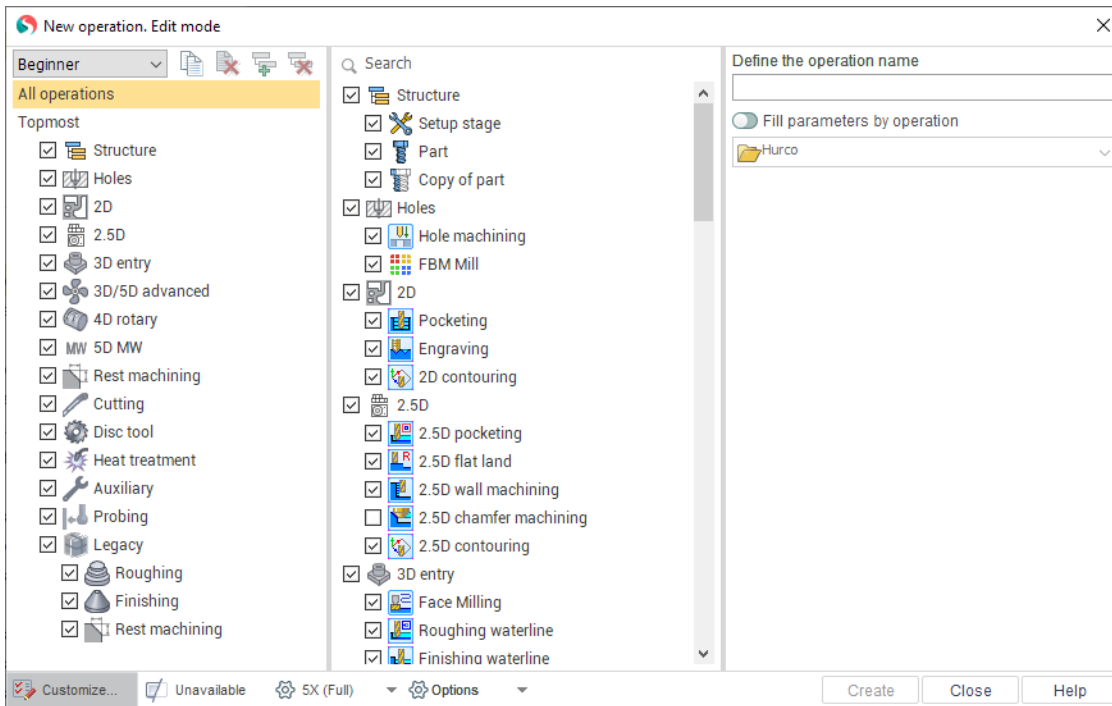 New operation. Edit mode
Beginner
All operations
Topmost
Structure
Holes
2D
2.5D
3D entry
3D/5D advanced
4D rotary
MW 5D MW
Rest machining
Cutting
Disc tool
Heat treatment
Auxiliary
Probing
Legacy
Roughing
Finishing
Rest machining
Search
Structure
Setup stage
Part
Copy of part
Holes
Hole machining
FBM Mill
2D
Pocketing
Engraving
2D contouring
2.5D
2.5D pocketing
2.5D flat land
2.5D wall machining
2.5D chamfer machining
2.5D contouring
3D entry
Face Milling
Roughing waterline
Finishing waterline
Define the operation name
Fill parameters by operation
Hurco
Customize... Unavailable 5X (Full) Options Create Close Help